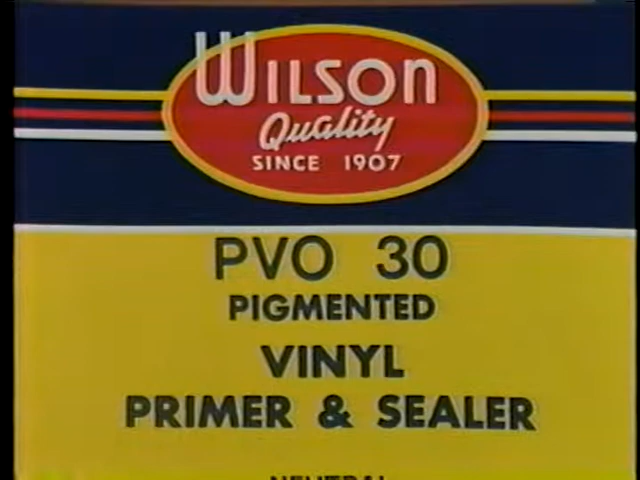 WILSON
Quality
SINCE 1907
PVO 30
PIGMENTED
VINYL
PRIMER & SEALER
NEUTRAL